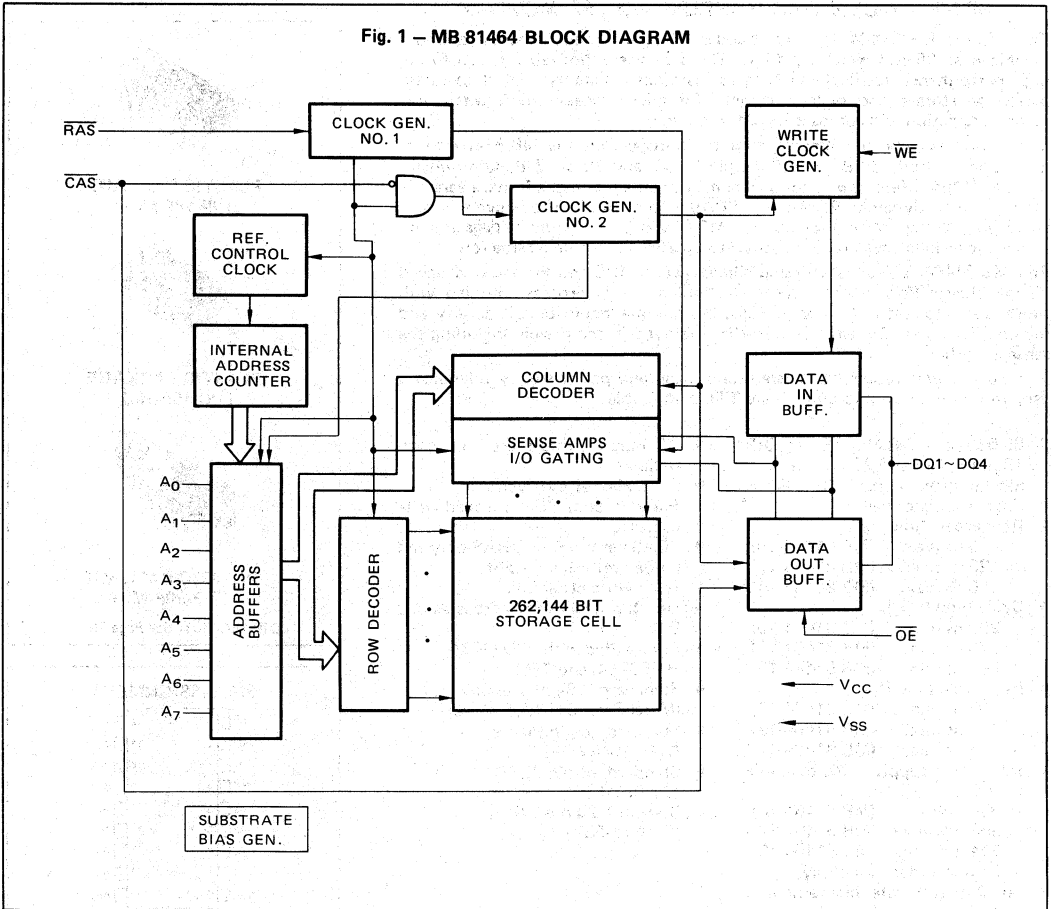 Fig. 1 – MB 81464 BLOCK DIAGRAM
RAS
CLOCK GEN.
NO. 1
WRITE
CLOCK
GEN.
WE
CAS
CLOCK GEN.
NO. 2
REF.
CONTROL
CLOCK
INTERNAL
ADDRESS
COUNTER
COLUMN
DECODER
DATA
IN
BUFF.
SENSE AMPS
I/O GATING
DQ1~DQ4
A0
A1
A2
A3
A4
A5
A6
A7
ADDRESS
BUFFERS
ROW DECODER
262,144 BIT
STORAGE CELL
DATA
OUT
BUFF.
OE
VCC
VSS
SUBSTRATE
BIAS GEN.